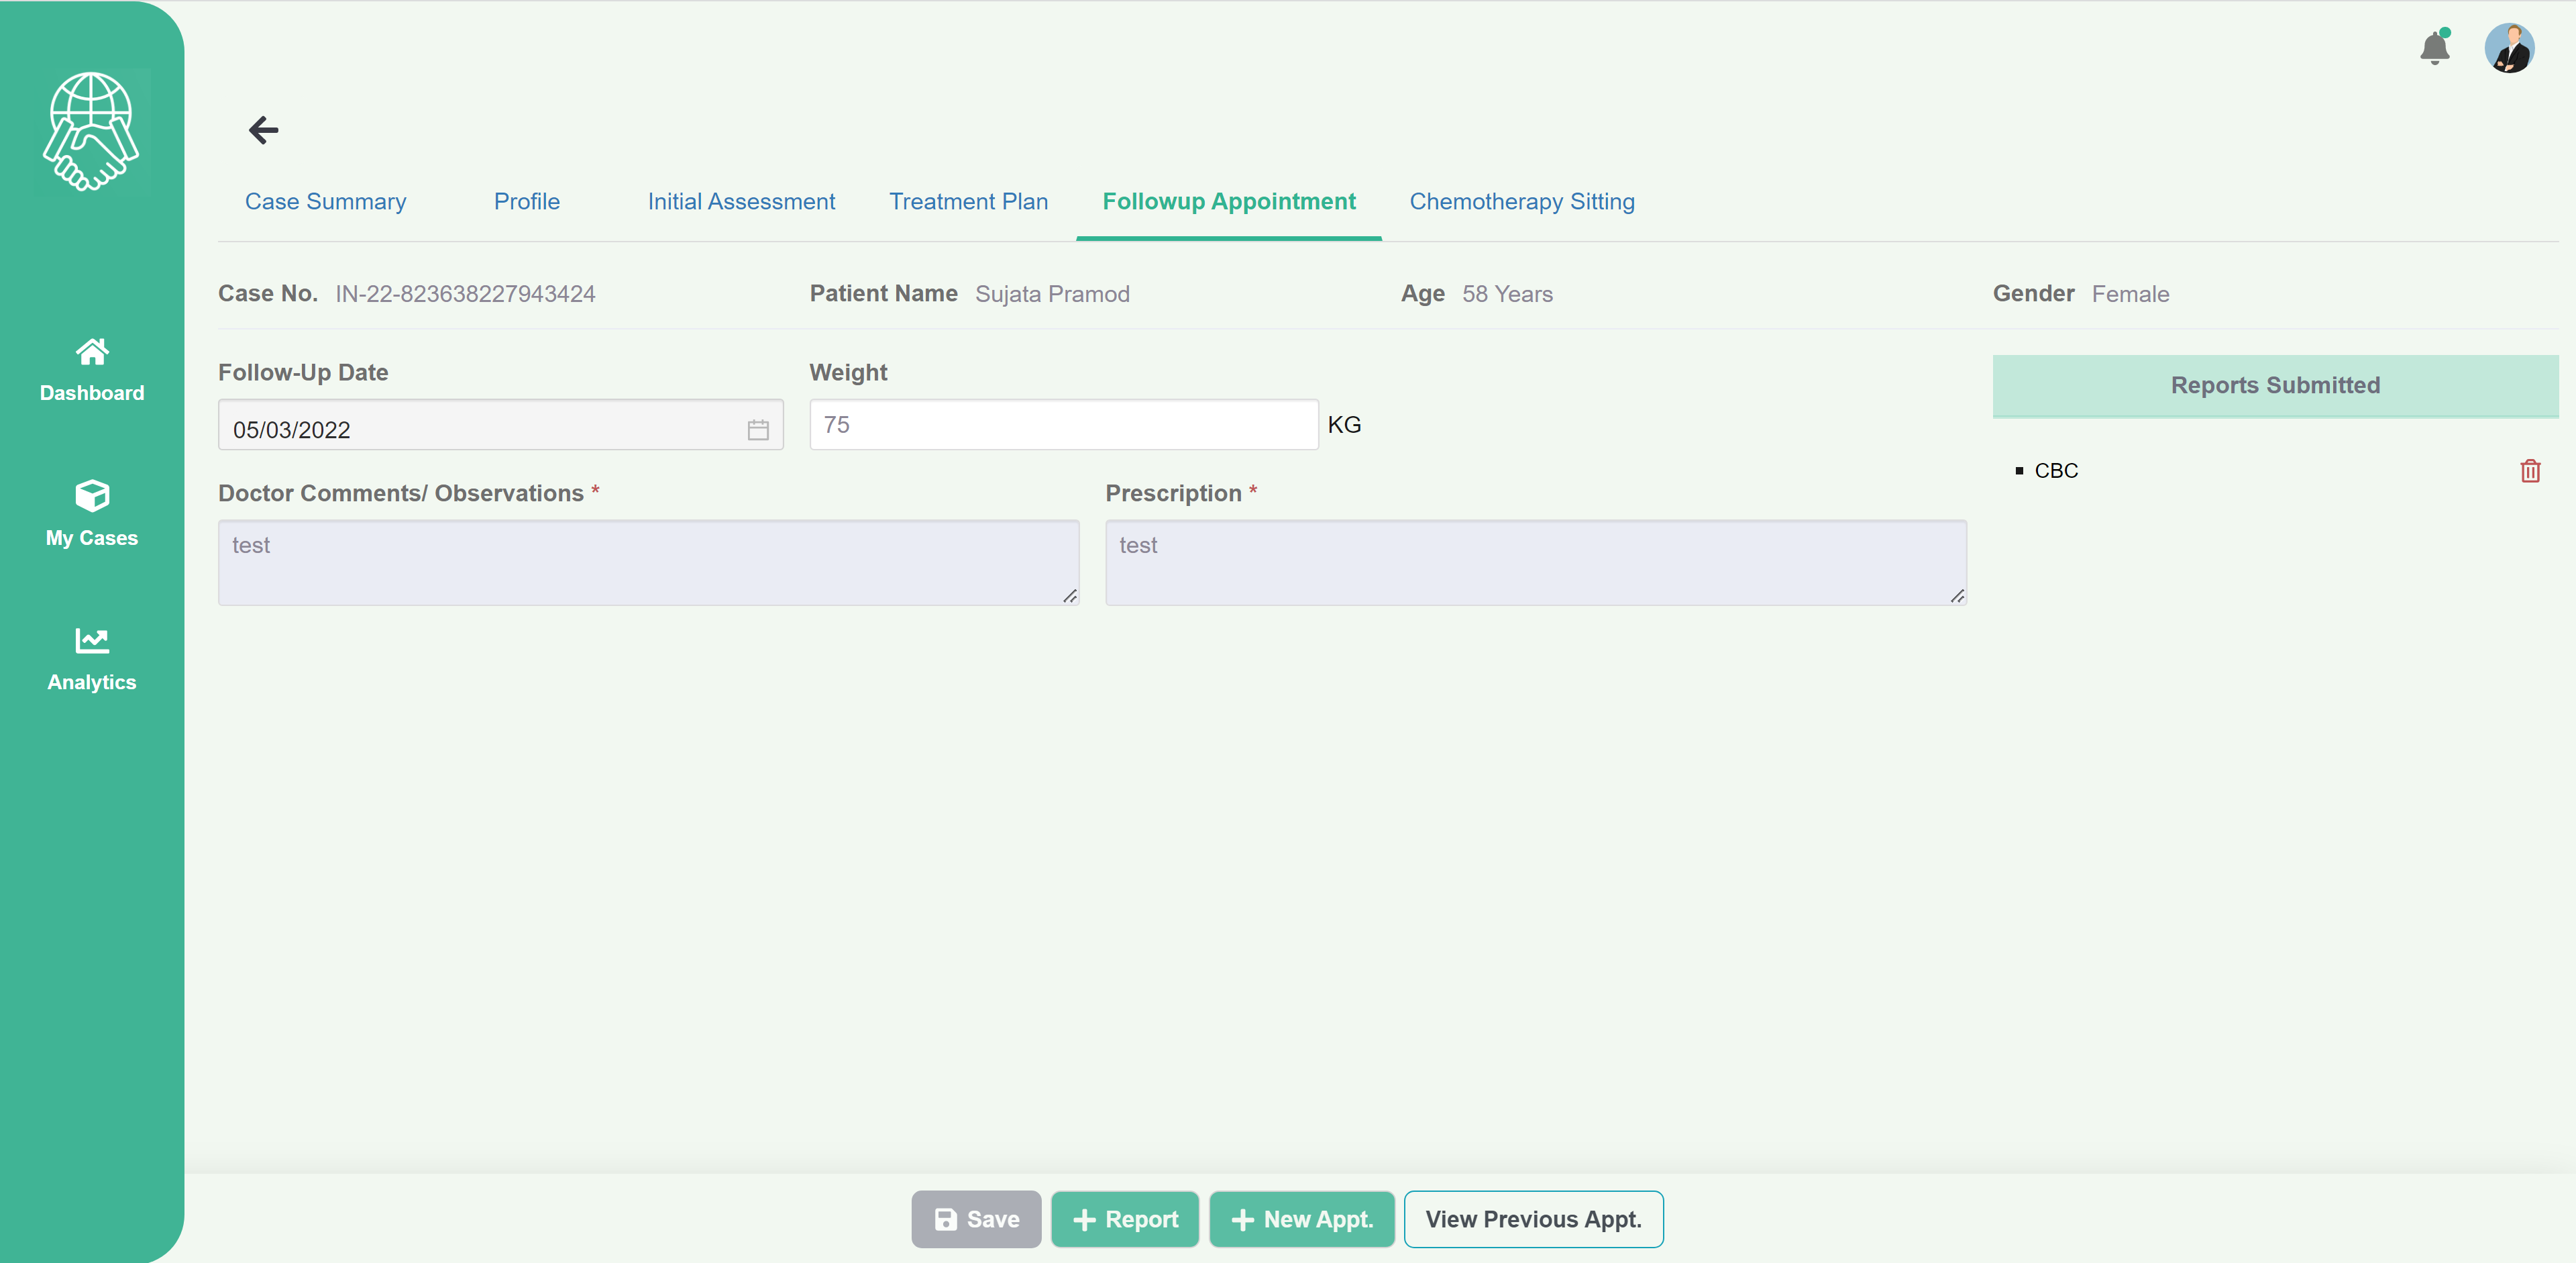 Case Summary Profile Initial Assessment Treatment Plan Followup Appointment Chemotherapy Sitting
Case No. IN-22-823638227943424 Patient Name Sujata Pramod Age 58 Years Gender Female
Dashboard
My Cases
Analytics
Follow-Up Date Weight
05/03/2022 75 KG
Reports Submitted
CBC
Doctor Comments/ Observations * Prescription *
test test
Save Report New Appt. View Previous Appt.